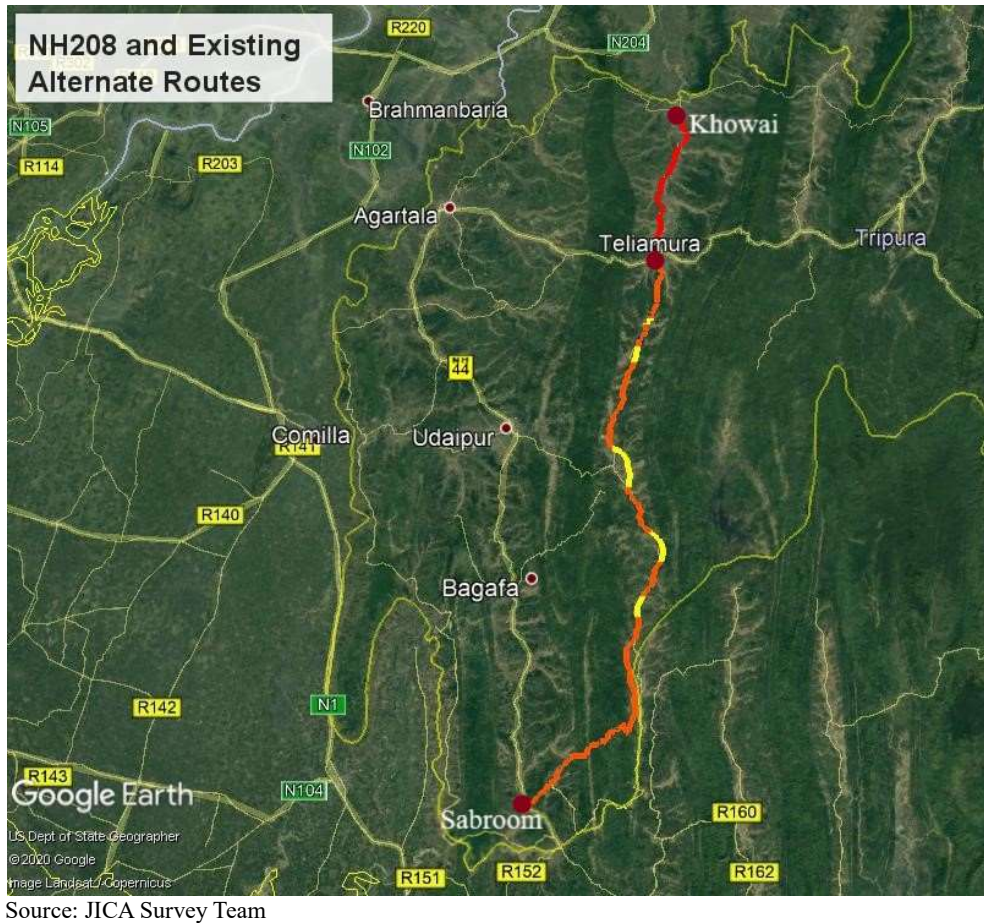 NH208 and Existing
Alternate Routes
R220
N204
R302
Brahmanbaria
Khowai
N105
N102
R114
R203
Agartala
Teliamura
Tripura
44
Comilla
R141
Udaipur
R140
Bagafa
N1
R142
R143
Google Earth
N104
Sabroom
R160
US Dept of State Geographer
©2020 Google
Image Landsat / Copernicus
R151
R152
R162
Source: JICA Survey Team